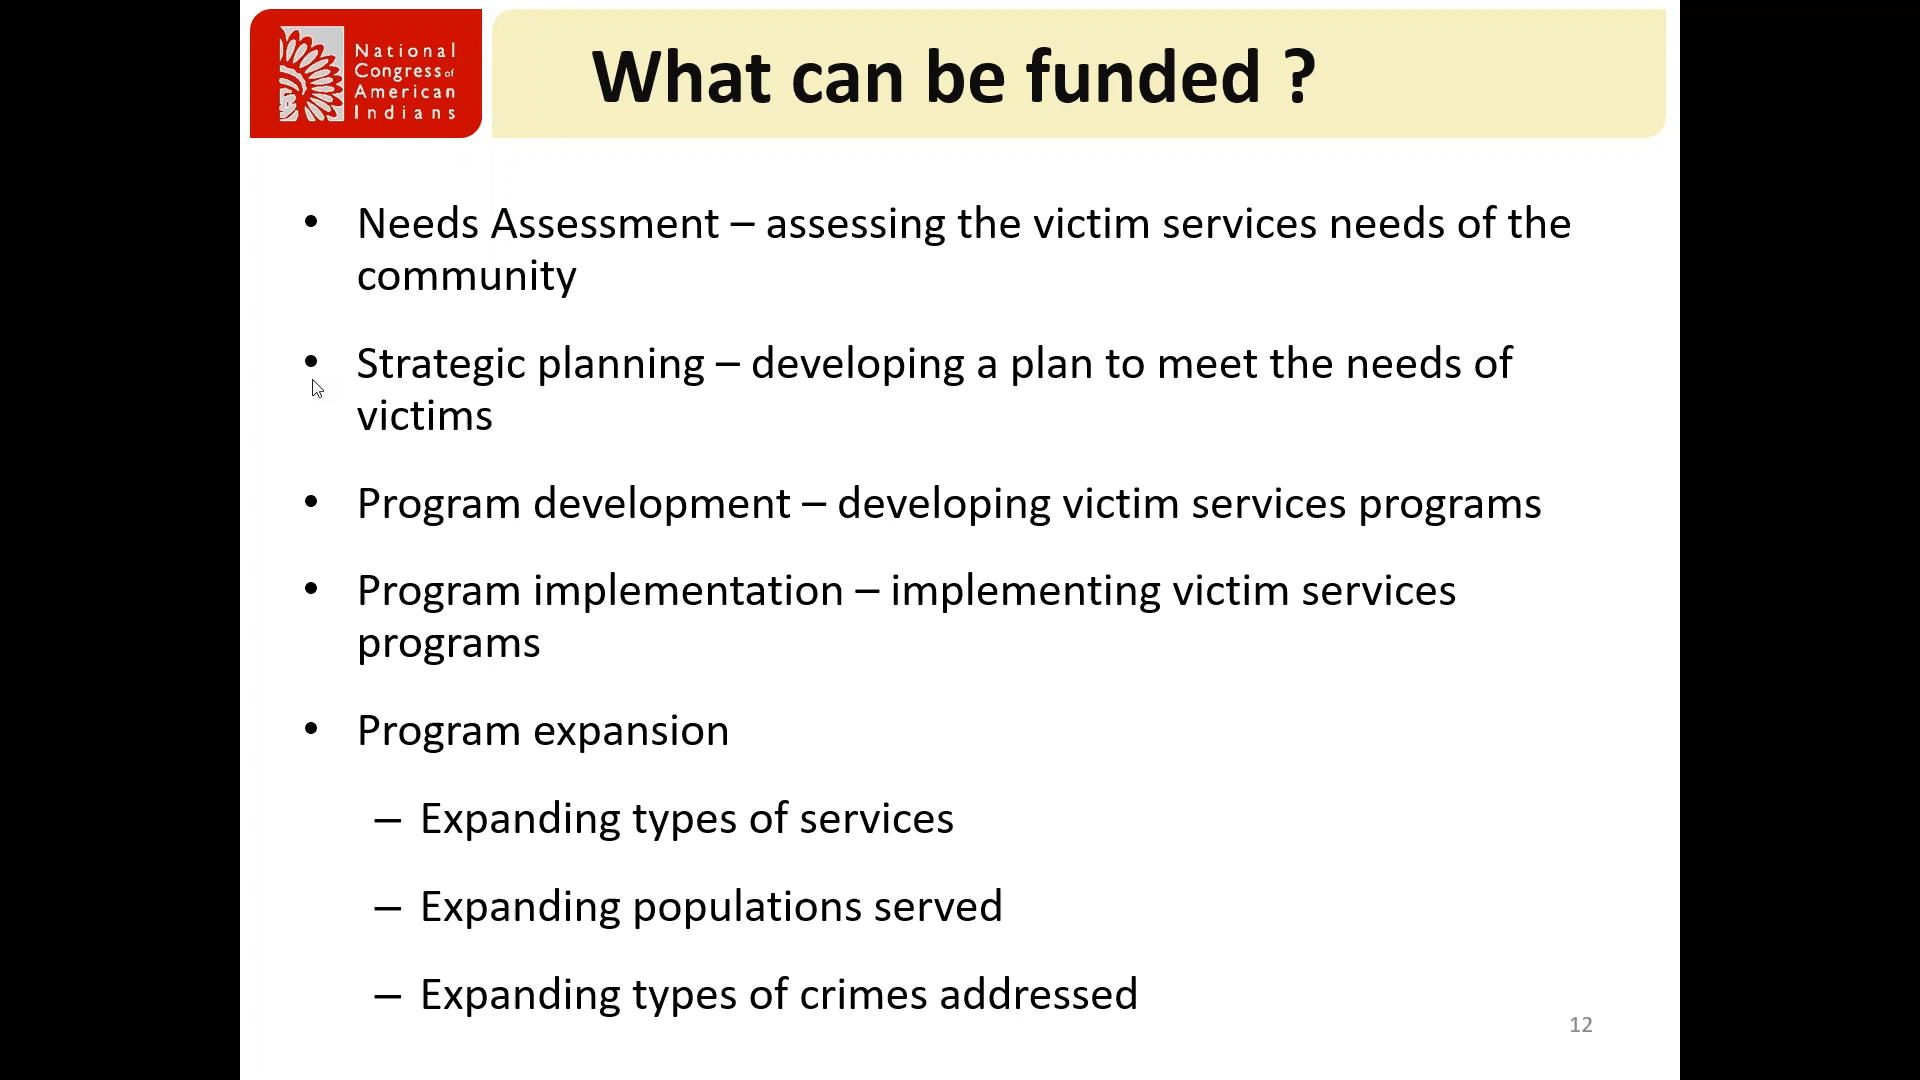 National
Congress of
American
Indians
What can be funded ?
• Needs Assessment – assessing the victim services needs of the
community
• Strategic planning – developing a plan to meet the needs of
victims
• Program development – developing victim services programs
• Program implementation – implementing victim services
programs
• Program expansion
– Expanding types of services
– Expanding populations served
– Expanding types of crimes addressed
12